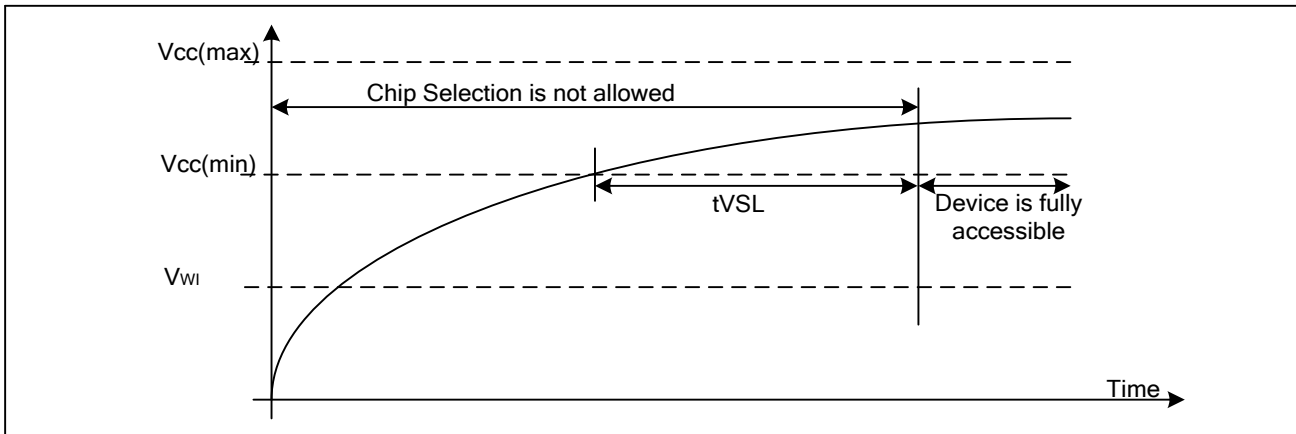 Vcc(max)
Chip Selection is not allowed
Vcc(min)
tVSL
Device is fully
accessible
VWI
Time